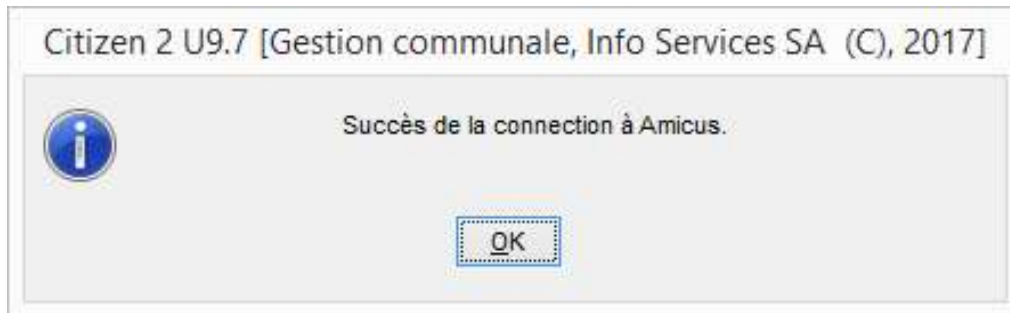 Citizen 2 U9.7 [Gestion communale, Info Services SA (C), 2017]
Succès de la connection à Amicus.
OK